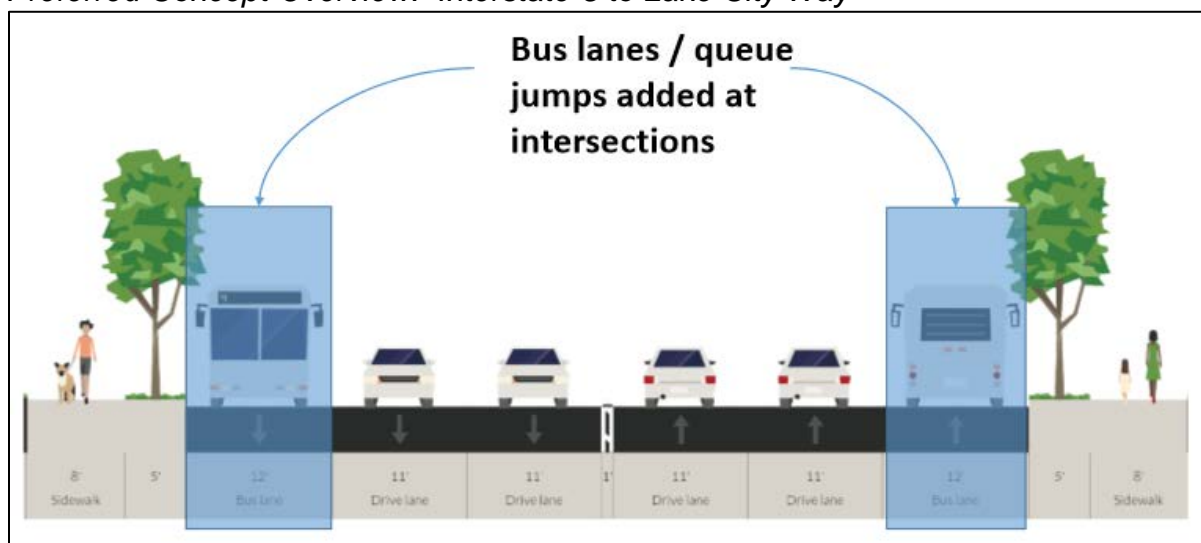 Preferred Concept Overview: Interstate 5 to Lake City Way
Bus lanes / queue
jumps added at
intersections
8' 5' 12' 11' 11' 1' 11' 11' 12' 5' 8'
Sidewalk Bus lane Drive lane Drive lane Drive lane Drive lane Bus lane Sidewalk